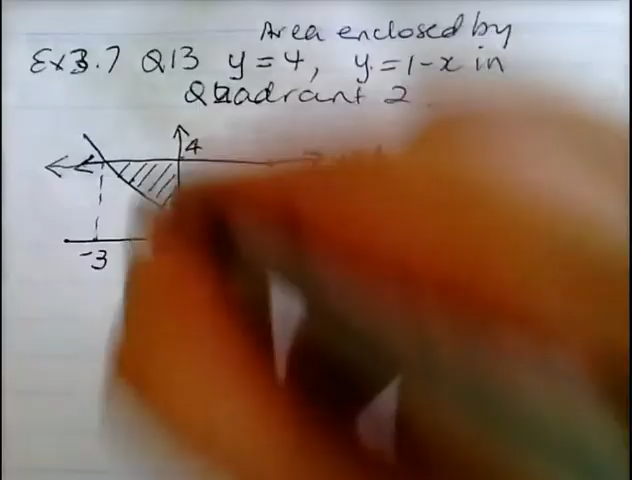 Area enclosed by
Ex3.7 Q13 y = 4, y = 1 - x in
Quadrant 2
4
-3